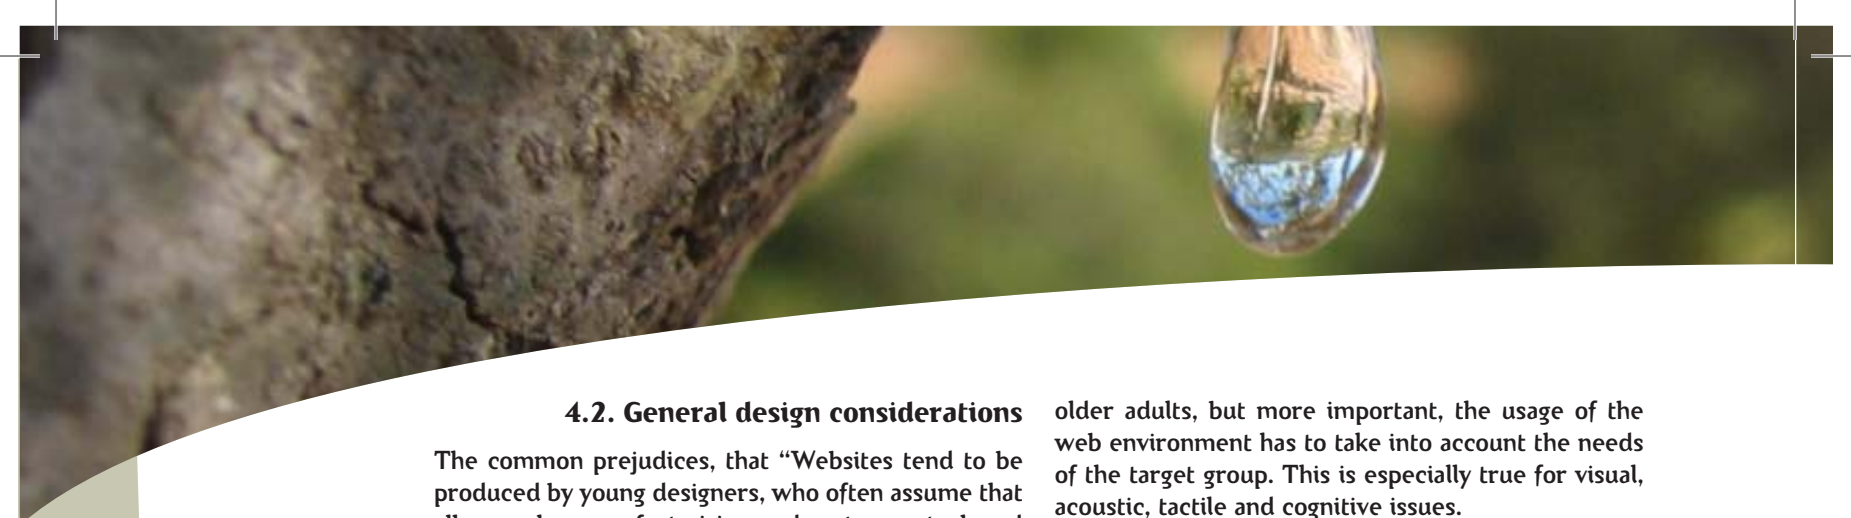 4.2. General design considerations
The common prejudices, that “Websites tend to be
produced by young designers, who often assume that
older adults, but more important, the usage of the
web environment has to take into account the needs
of the target group. This is especially true for visual,
acoustic, tactile and cognitive issues.